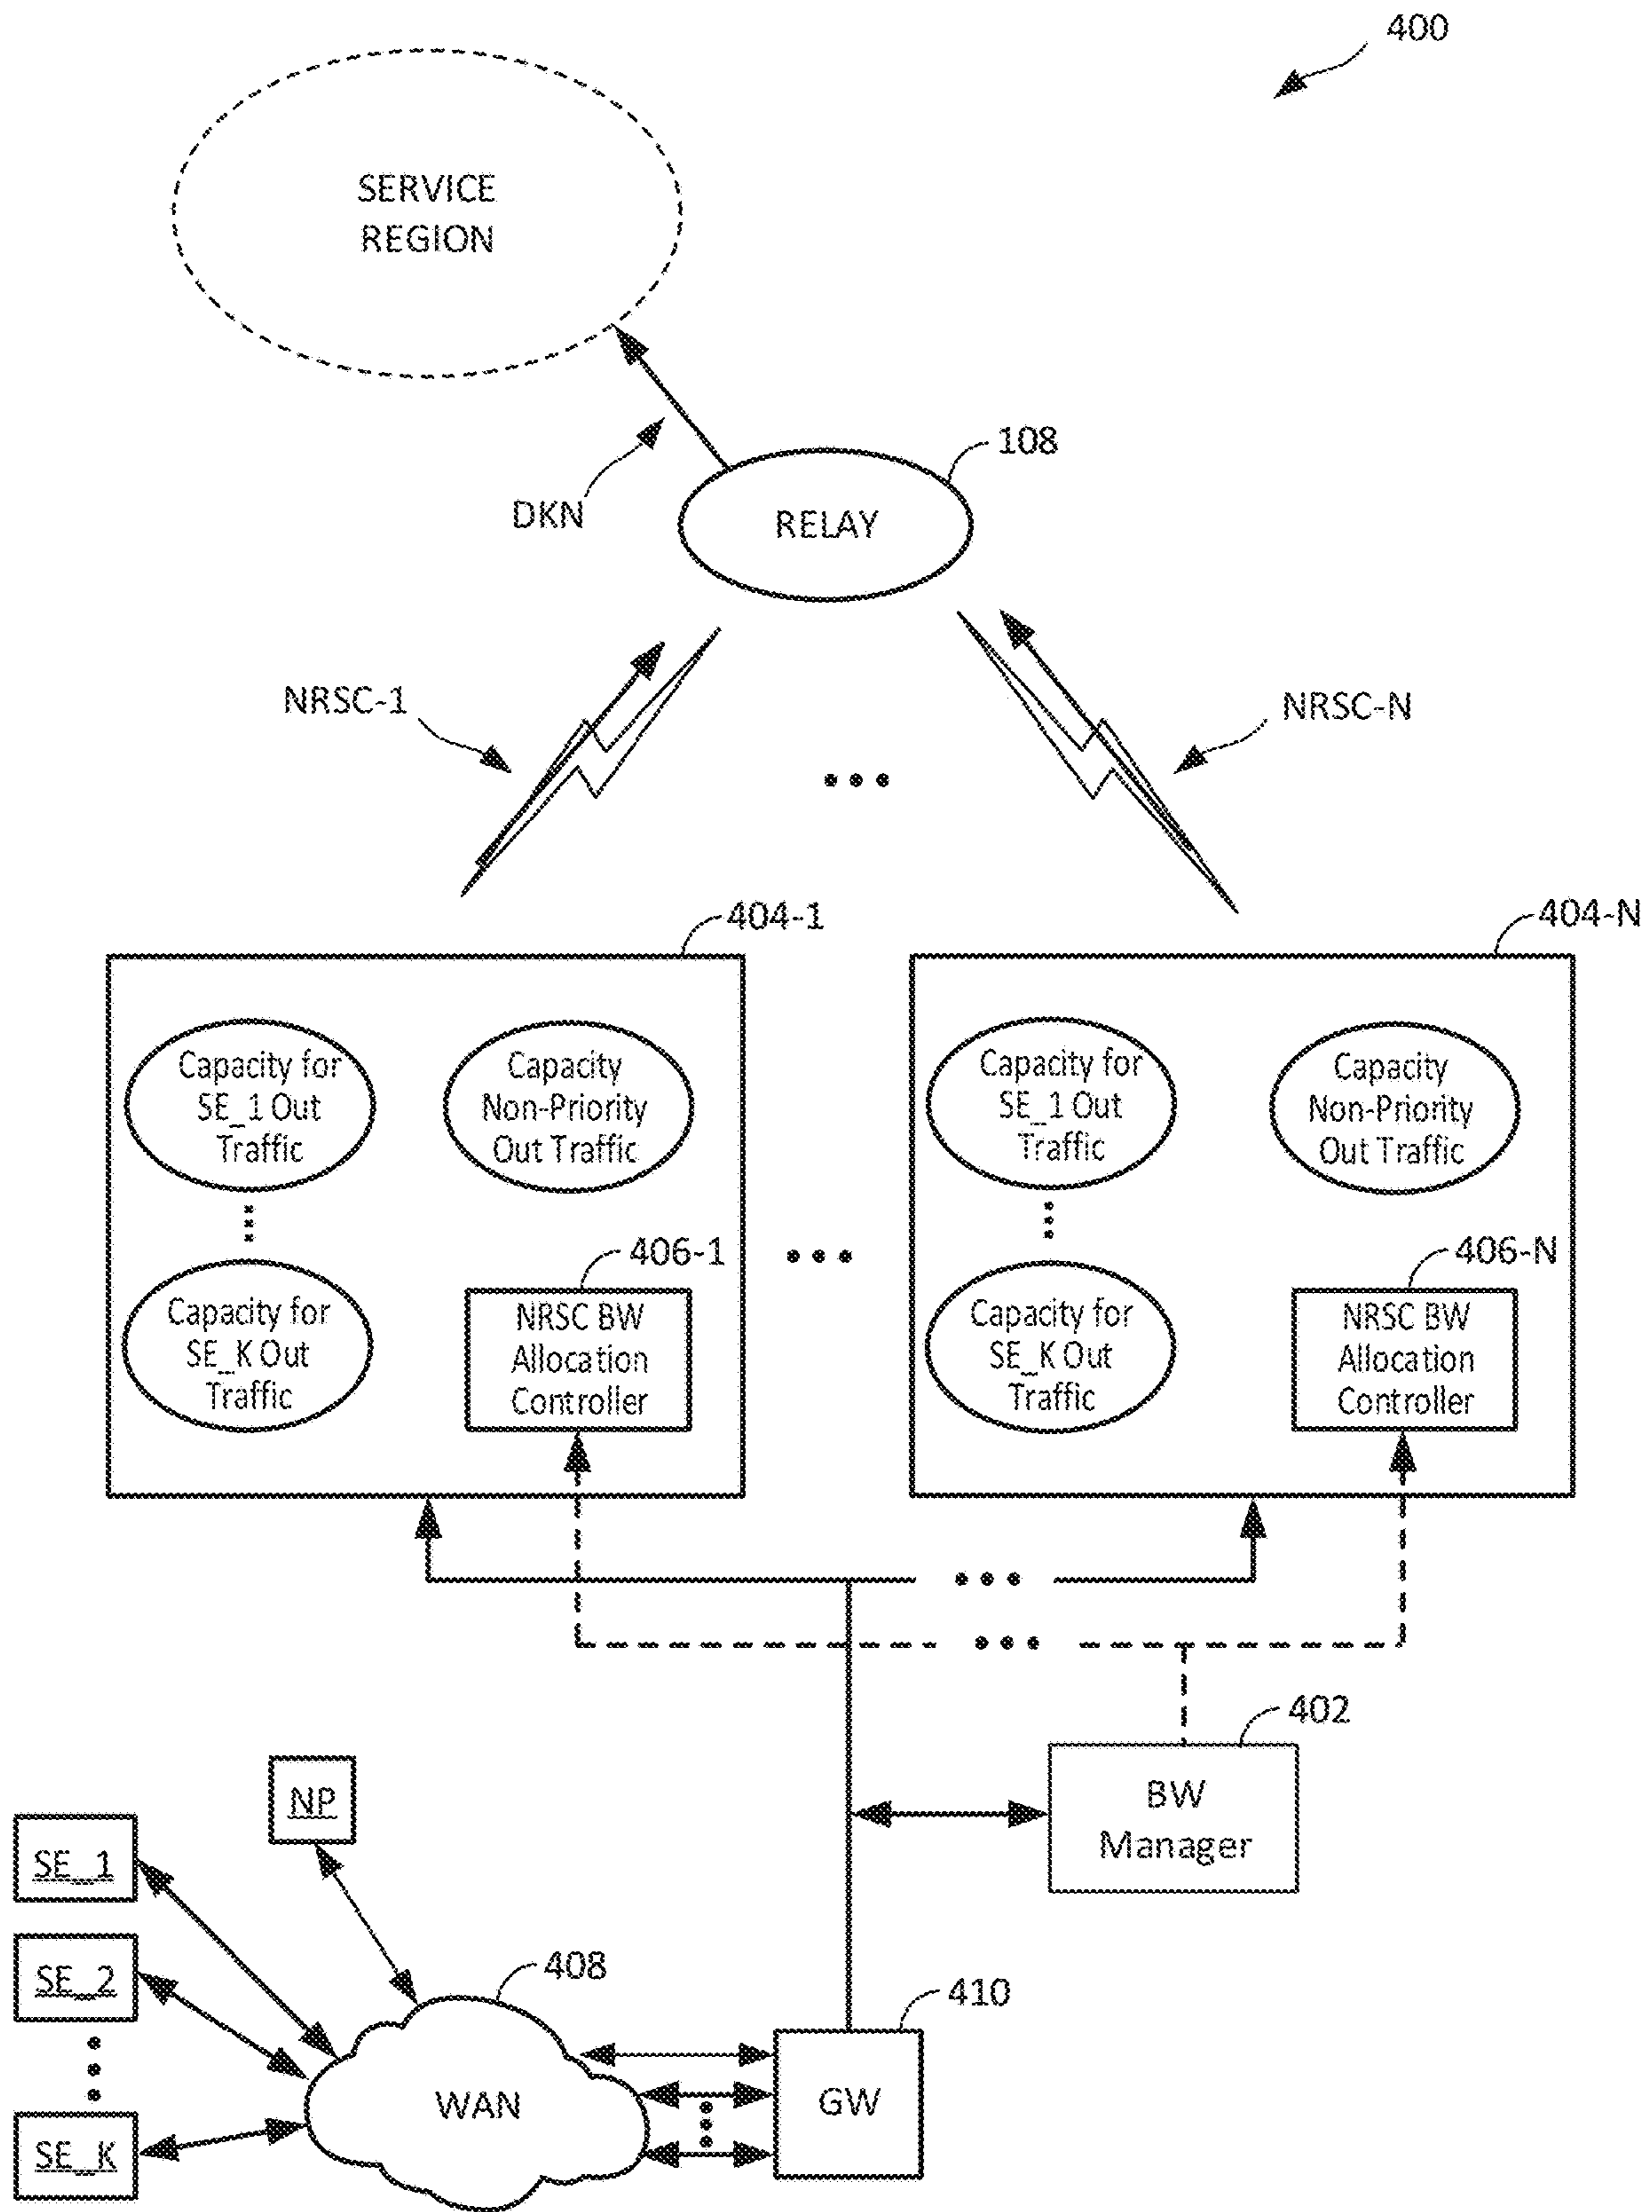 400
SERVICE
REGION
108
RELAY
DKN
NRSC-1
NRSC-N
404-1
404-N
Capacity for
SE_1 Out
Traffic
Capacity
Non-Priority
Out Traffic
Capacity for
SE_1 Out
Traffic
Capacity
Non-Priority
Out Traffic
406-1
406-N
Capacity for
SE_K Out
Traffic
NRSC BW
Allocation
Controller
Capacity for
SE_K Out
Traffic
NRSC BW
Allocation
Controller
402
BW
Manager
NP
SE_1
SE_2
SE_K
408
WAN
410
GW